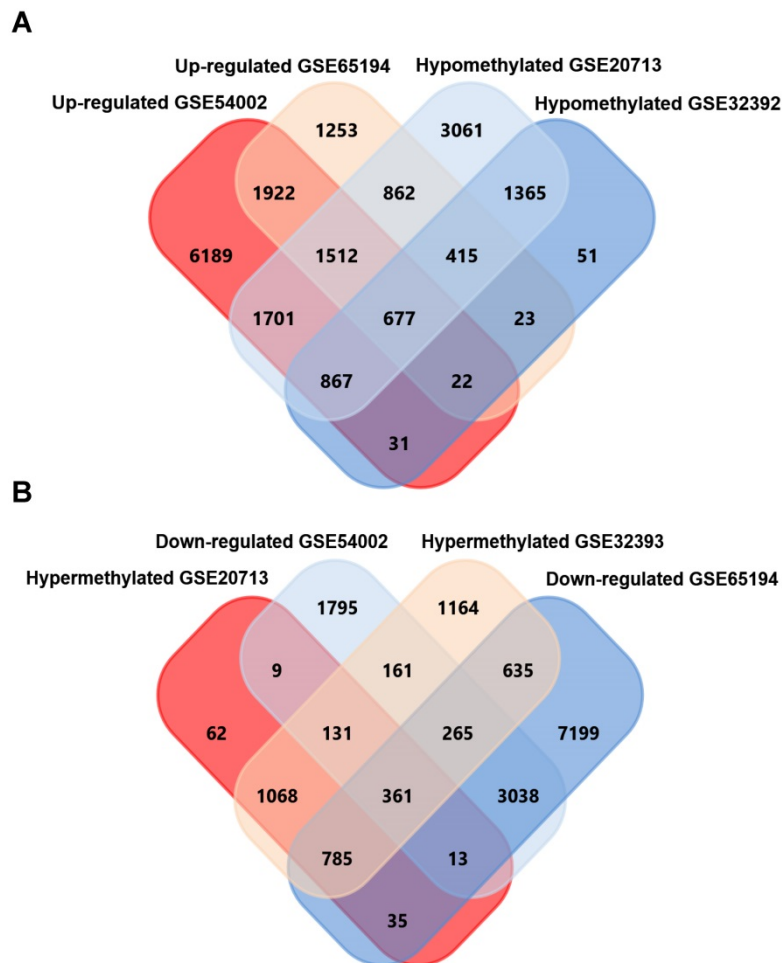 A
Up-regulated GSE65194 Hypomethylated GSE20713
Up-regulated GSE54002 Hypomethylated GSE32392
1253 3061
1922 862 1365
6189 1512 415 51
1701 677 23
867 22
31
B
Down-regulated GSE54002 Hypermethylated GSE32393
Hypermethylated GSE20713 Down-regulated GSE65194
1795 1164
9 161 635
62 131 265 7199
1068 361 3038
785 13
35